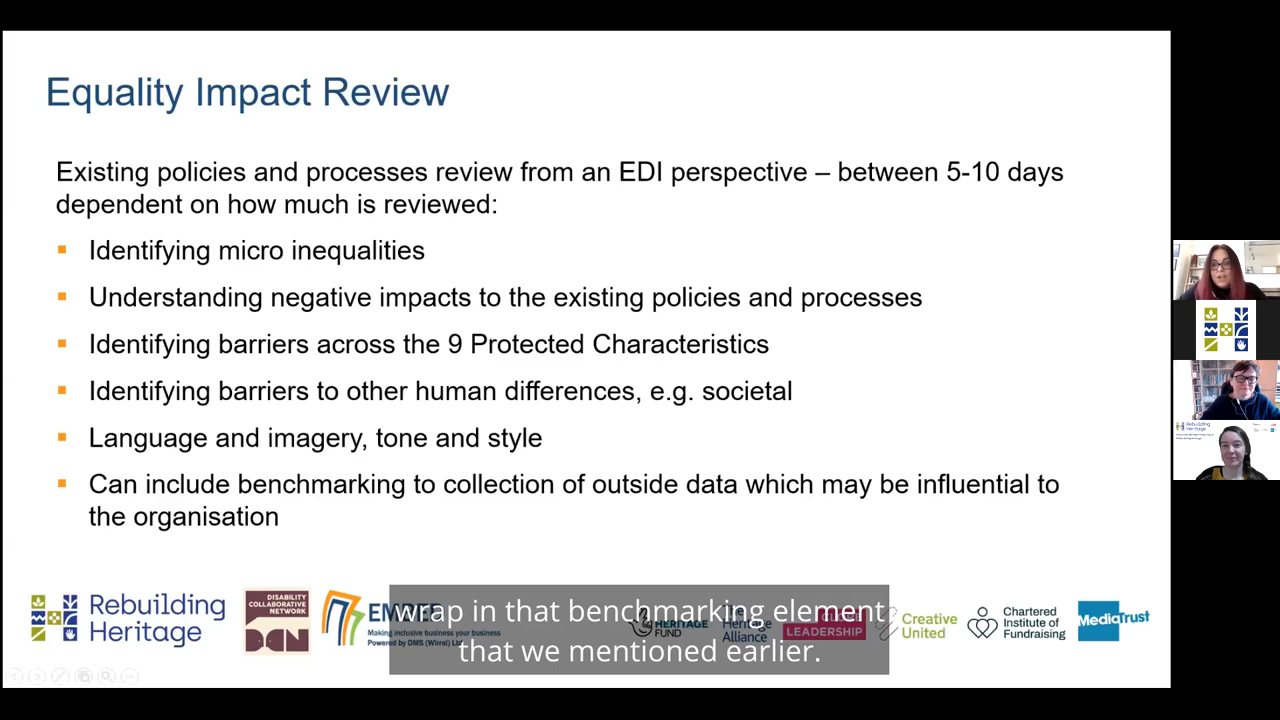 Equality Impact Review
Existing policies and processes review from an EDI perspective – between 5-10 days
dependent on how much is reviewed:
Identifying micro inequalities
Understanding negative impacts to the existing policies and processes
Identifying barriers across the 9 Protected Characteristics
Identifying barriers to other human differences, e.g. societal
Language and imagery, tone and style
Can include benchmarking to collection of outside data which may be influential to
the organisation
Rebuilding
Heritage
DISABILITY
COLLABORATIVE
NETWORK
DCN
Making inclusive business your business
Powered by DMS (Wirral) Ltd
wrap in that benchmarking element
that we mentioned earlier.
HERITAGE
FUND
The
Heritage
Alliance
LEADERSHIP
Creative
United
Chartered
Institute of
Fundraising
MediaTrust
Rebuilding
Heritage